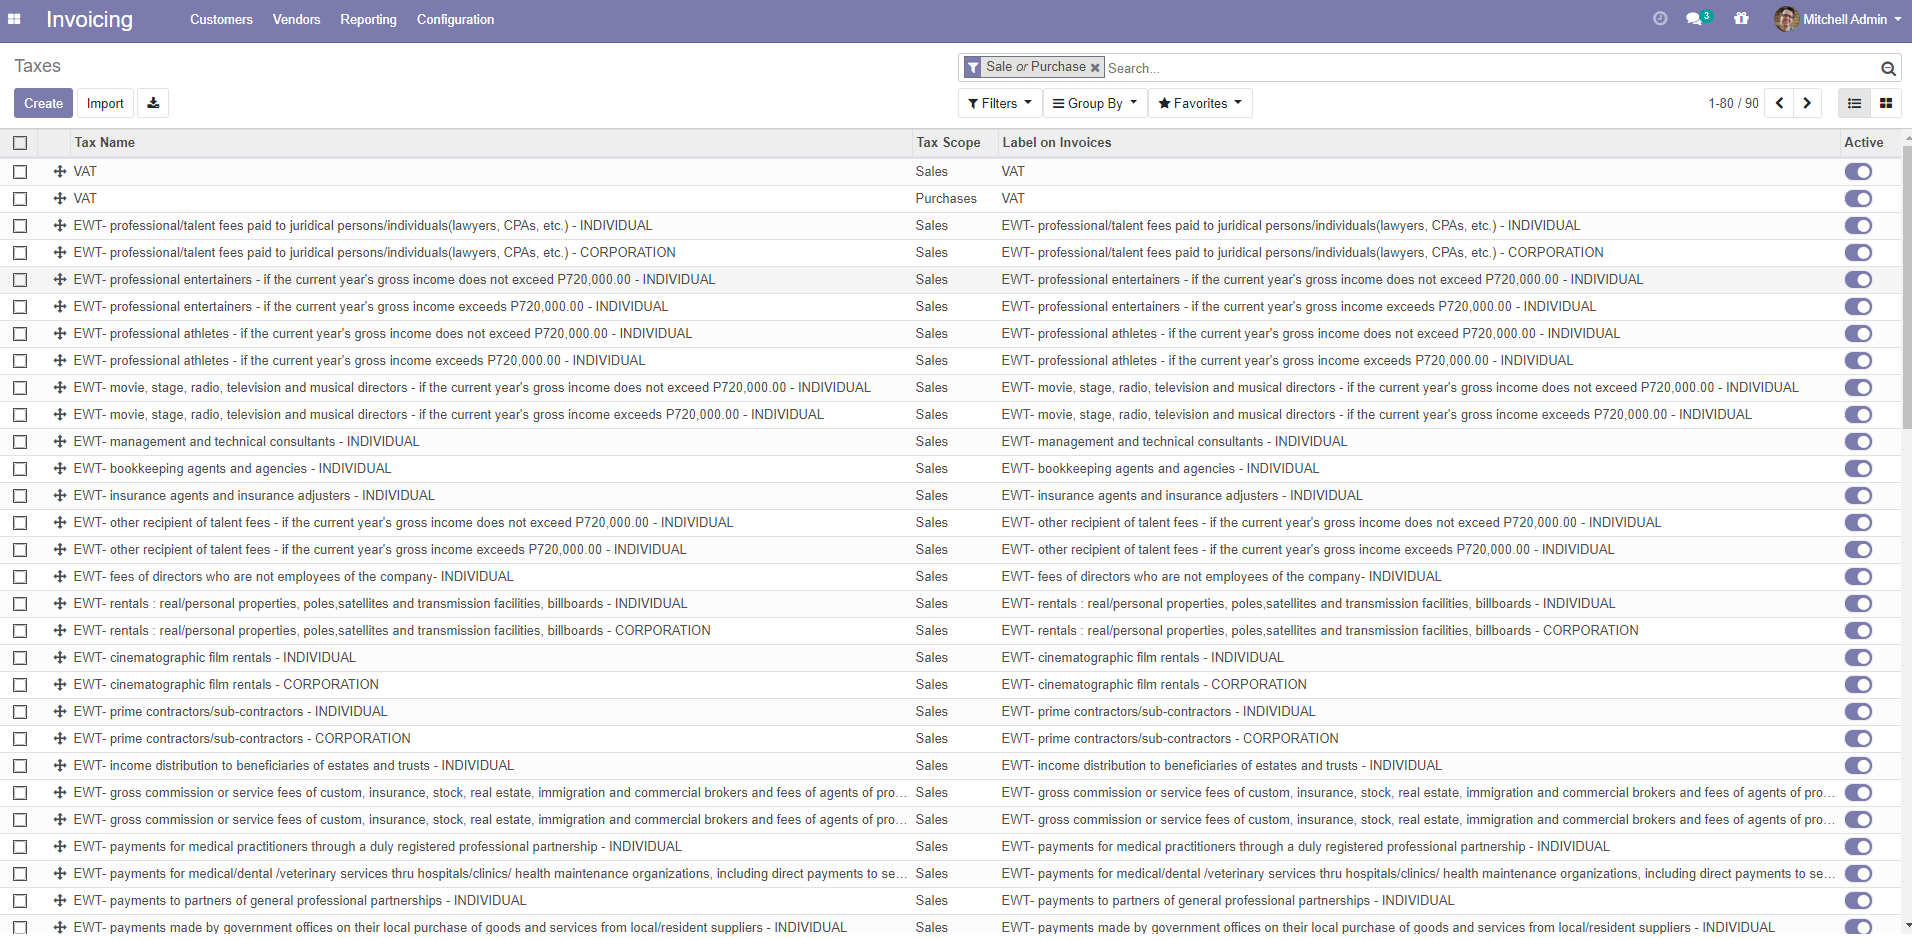 Invoicing Customers Vendors Reporting Configuration 3 Mitchell Admin
Taxes
Sale or Purchase Search...
Create Import Filters Group By Favorites 1-80 / 90
Tax Name Tax Scope Label on Invoices Active
VAT Sales VAT
VAT Purchases VAT
EWT- professional/talent fees paid to juridical persons/individuals(lawyers, CPAs, etc.) - INDIVIDUAL Sales EWT- professional/talent fees paid to juridical persons/individuals(lawyers, CPAs, etc.) - INDIVIDUAL
EWT- professional/talent fees paid to juridical persons/individuals(lawyers, CPAs, etc.) - CORPORATION Sales EWT- professional/talent fees paid to juridical persons/individuals(lawyers, CPAs, etc.) - CORPORATION
EWT- professional entertainers - if the current year's gross income does not exceed P720,000.00 - INDIVIDUAL Sales EWT- professional entertainers - if the current year's gross income does not exceed P720,000.00 - INDIVIDUAL
EWT- professional entertainers - if the current year's gross income exceeds P720,000.00 - INDIVIDUAL Sales EWT- professional entertainers - if the current year's gross income exceeds P720,000.00 - INDIVIDUAL
EWT- professional athletes - if the current year's gross income does not exceed P720,000.00 - INDIVIDUAL Sales EWT- professional athletes - if the current year's gross income does not exceed P720,000.00 - INDIVIDUAL
EWT- professional athletes - if the current year's gross income exceeds P720,000.00 - INDIVIDUAL Sales EWT- professional athletes - if the current year's gross income exceeds P720,000.00 - INDIVIDUAL
EWT- movie, stage, radio, television and musical directors - if the current year's gross income does not exceed P720,000.00 - INDIVIDUAL Sales EWT- movie, stage, radio, television and musical directors - if the current year's gross income does not exceed P720,000.00 - INDIVIDUAL
EWT- movie, stage, radio, television and musical directors - if the current year's gross income exceeds P720,000.00 - INDIVIDUAL Sales EWT- movie, stage, radio, television and musical directors - if the current year's gross income exceeds P720,000.00 - INDIVIDUAL
EWT- management and technical consultants - INDIVIDUAL Sales EWT- management and technical consultants - INDIVIDUAL
EWT- bookkeeping agents and agencies - INDIVIDUAL Sales EWT- bookkeeping agents and agencies - INDIVIDUAL
EWT- insurance agents and insurance adjusters - INDIVIDUAL Sales EWT- insurance agents and insurance adjusters - INDIVIDUAL
EWT- other recipient of talent fees - if the current year's gross income does not exceed P720,000.00 - INDIVIDUAL Sales EWT- other recipient of talent fees - if the current year's gross income does not exceed P720,000.00 - INDIVIDUAL
EWT- other recipient of talent fees - if the current year's gross income exceeds P720,000.00 - INDIVIDUAL Sales EWT- other recipient of talent fees - if the current year's gross income exceeds P720,000.00 - INDIVIDUAL
EWT- fees of directors who are not employees of the company- INDIVIDUAL Sales EWT- fees of directors who are not employees of the company- INDIVIDUAL
EWT- rentals : real/personal properties, poles,satellites and transmission facilities, billboards - INDIVIDUAL Sales EWT- rentals : real/personal properties, poles,satellites and transmission facilities, billboards - INDIVIDUAL
EWT- rentals : real/personal properties, poles,satellites and transmission facilities, billboards - CORPORATION Sales EWT- rentals : real/personal properties, poles,satellites and transmission facilities, billboards - CORPORATION
EWT- cinematographic film rentals - INDIVIDUAL Sales EWT- cinematographic film rentals - INDIVIDUAL
EWT- cinematographic film rentals - CORPORATION Sales EWT- cinematographic film rentals - CORPORATION
EWT- prime contractors/sub-contractors - INDIVIDUAL Sales EWT- prime contractors/sub-contractors - INDIVIDUAL
EWT- prime contractors/sub-contractors - CORPORATION Sales EWT- prime contractors/sub-contractors - CORPORATION
EWT- income distribution to beneficiaries of estates and trusts - INDIVIDUAL Sales EWT- income distribution to beneficiaries of estates and trusts - INDIVIDUAL
EWT- gross commission or service fees of custom, insurance, stock, real estate, immigration and commercial brokers and fees of agents of pro... Sales EWT- gross commission or service fees of custom, insurance, stock, real estate, immigration and commercial brokers and fees of agents of pro...
EWT- gross commission or service fees of custom, insurance, stock, real estate, immigration and commercial brokers and fees of agents of pro... Sales EWT- gross commission or service fees of custom, insurance, stock, real estate, immigration and commercial brokers and fees of agents of pro...
EWT- payments for medical practitioners through a duly registered professional partnership - INDIVIDUAL Sales EWT- payments for medical practitioners through a duly registered professional partnership - INDIVIDUAL
EWT- payments for medical/dental /veterinary services thru hospitals/clinics/ health maintenance organizations, including direct payments to se... Sales EWT- payments for medical/dental /veterinary services thru hospitals/clinics/ health maintenance organizations, including direct payments to se...
EWT- payments to partners of general professional partnerships - INDIVIDUAL Sales EWT- payments to partners of general professional partnerships - INDIVIDUAL
EWT- payments made by government offices on their local purchase of goods and services from local/resident suppliers - INDIVIDUAL Sales EWT- payments made by government offices on their local purchase of goods and services from local/resident suppliers - INDIVIDUAL